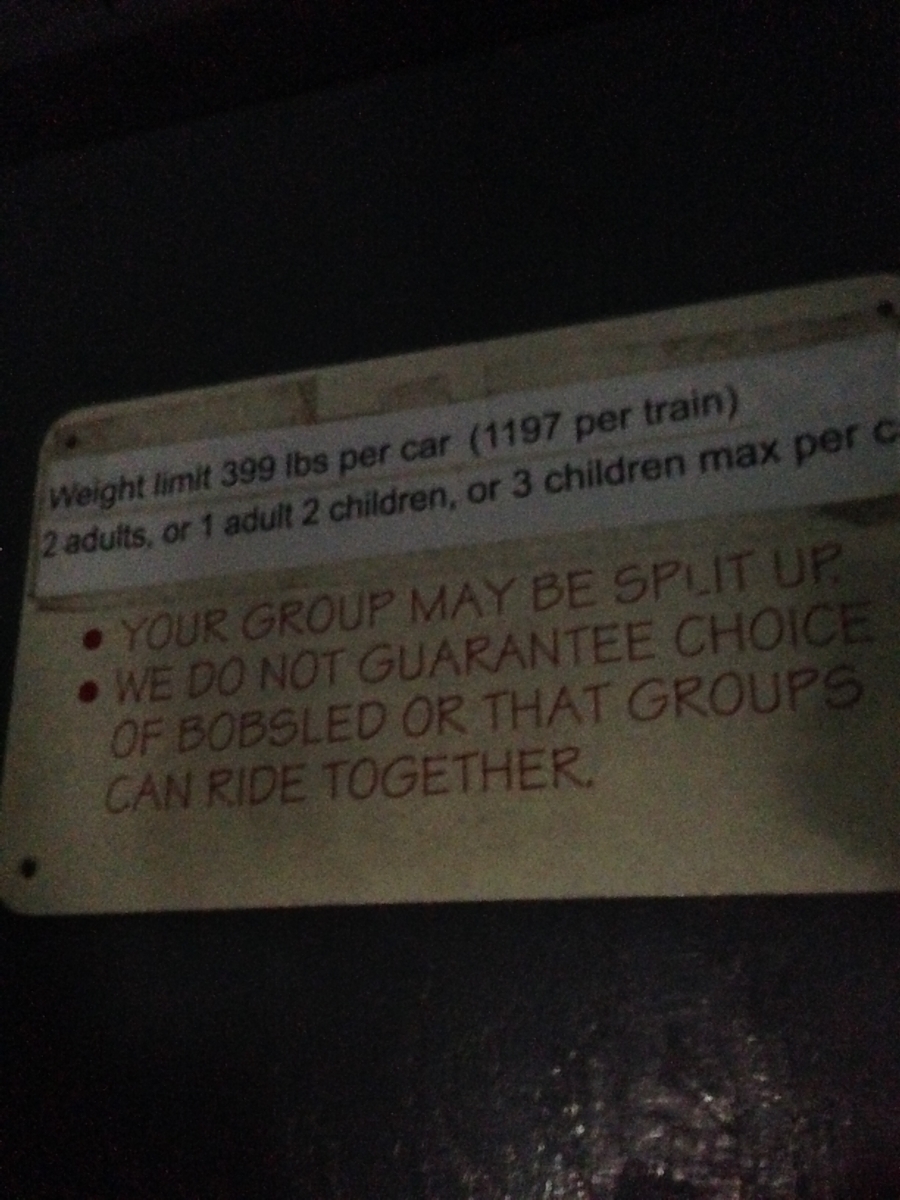 Weight limit 399 lbs per car (1197 per train)
2 adults, or 1 adult 2 children, or 3 children max per c
• YOUR GROUP MAY BE SPLIT UP.
• WE DO NOT GUARANTEE CHOICE
OF BOBSLED OR THAT GROUPS
CAN RIDE TOGETHER.